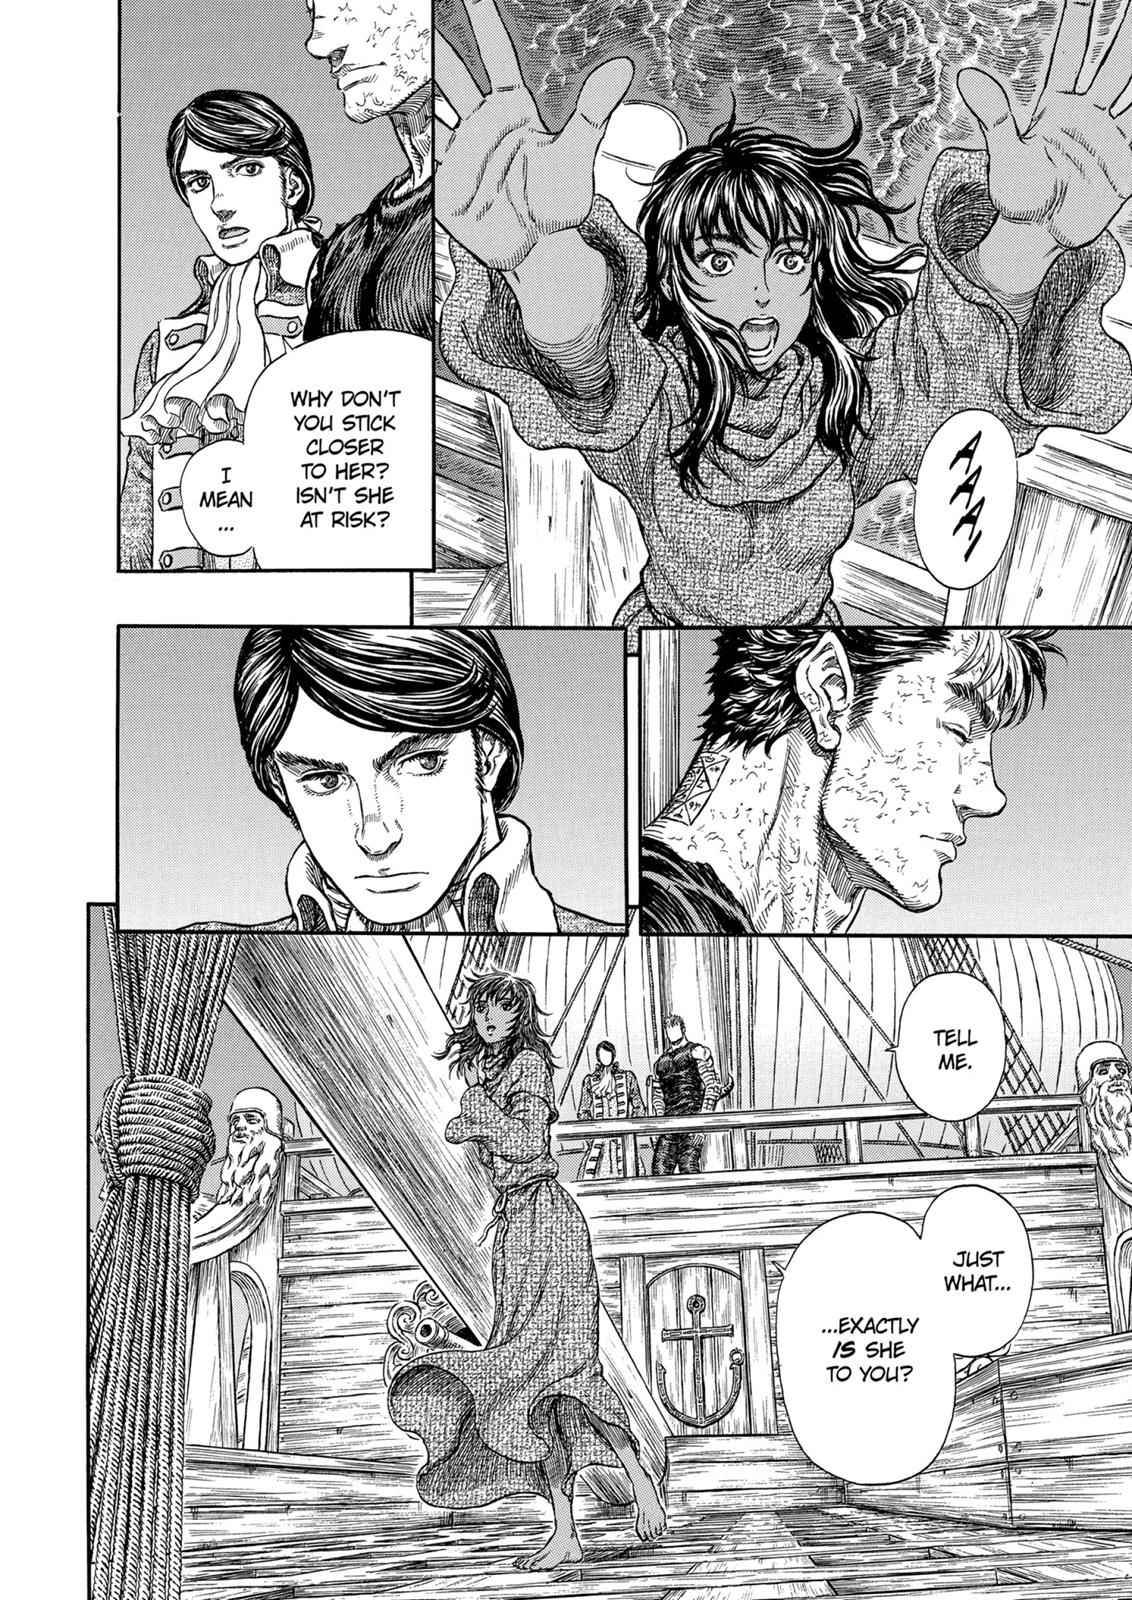 AAAH
WHY DON'T
YOU STICK
CLOSER
TO HER?
ISN'T SHE
AT RISK?
I
MEAN
...
TELL
ME.
JUST
WHAT...
...EXACTLY
IS SHE
TO YOU?